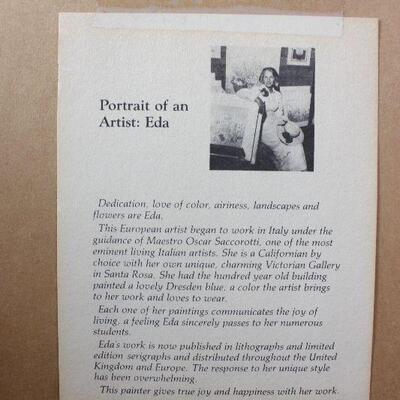 Portrait of an
Artist: Eda
Dedication, love of color, airiness, landscapes and
flowers are Eda.
This European artist began to work in Italy under the
guidance of Maestro Oscar Saccorotti, one of the most
eminent living Italian artists. She is a Californian by
choice with her own unique, charming Victorian Gallery
in Santa Rosa. She had the hundred year old building
painted a lovely Dresden blue, a color the artist brings
to her work and loves to wear.
Each one of her paintings communicates the joy of
living, a feeling Eda sincerely passes to her numerous
students.
Eda's work is now published in lithographs and limited
edition serigraphs and distributed throughout the United
Kingdom and Europe. The response to her unique style
has been overwhelming.
This painter gives true joy and happiness with her work.